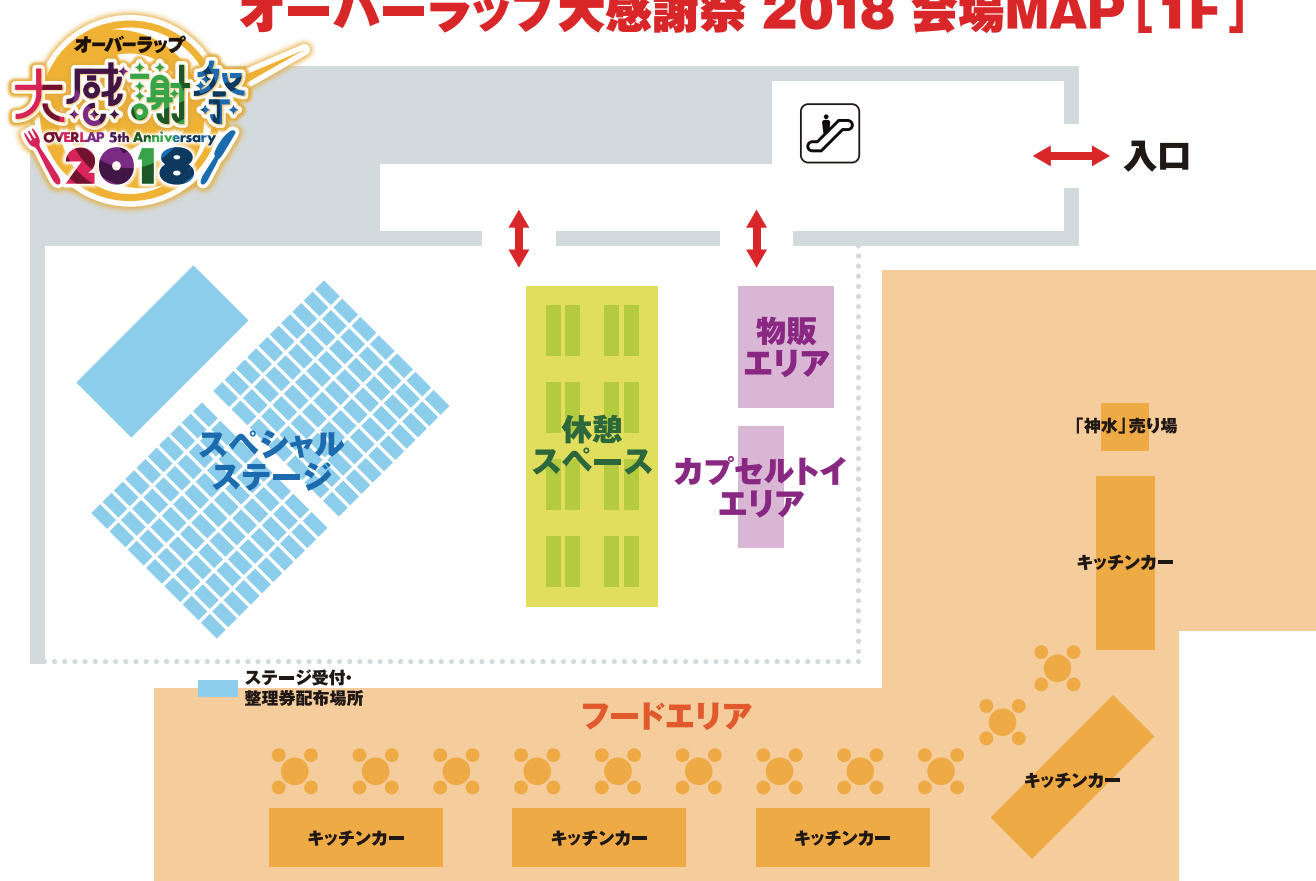 オーバーラップ大感謝祭 2018 会場MAP[1F]
オーバーラップ
大感謝祭
OVERLAP 5th Anniversary
2018
入口
物販
エリア
スペシャル
ステージ
休憩
スペース
カプセルトイ
エリア
「神水」売り場
キッチンカー
ステージ受付・
整理券配布場所
フードエリア
キッチンカー
キッチンカー
キッチンカー
キッチンカー